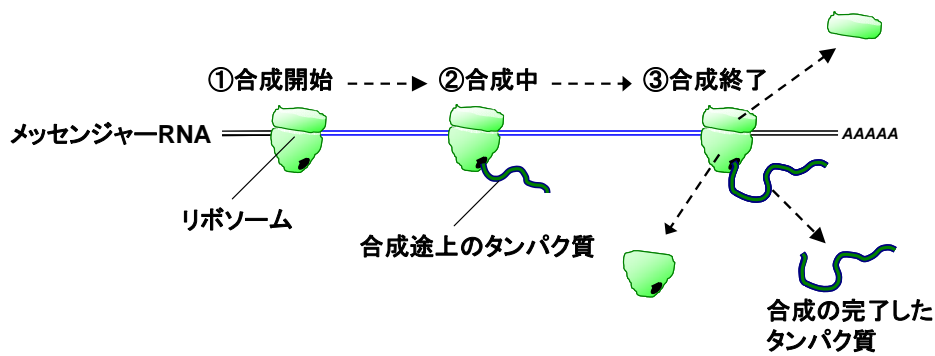 ①合成開始
②合成中
③合成終了
メッセンジャーRNA
AAAAA
リボソーム
合成途上のタンパク質
合成の完了した
タンパク質